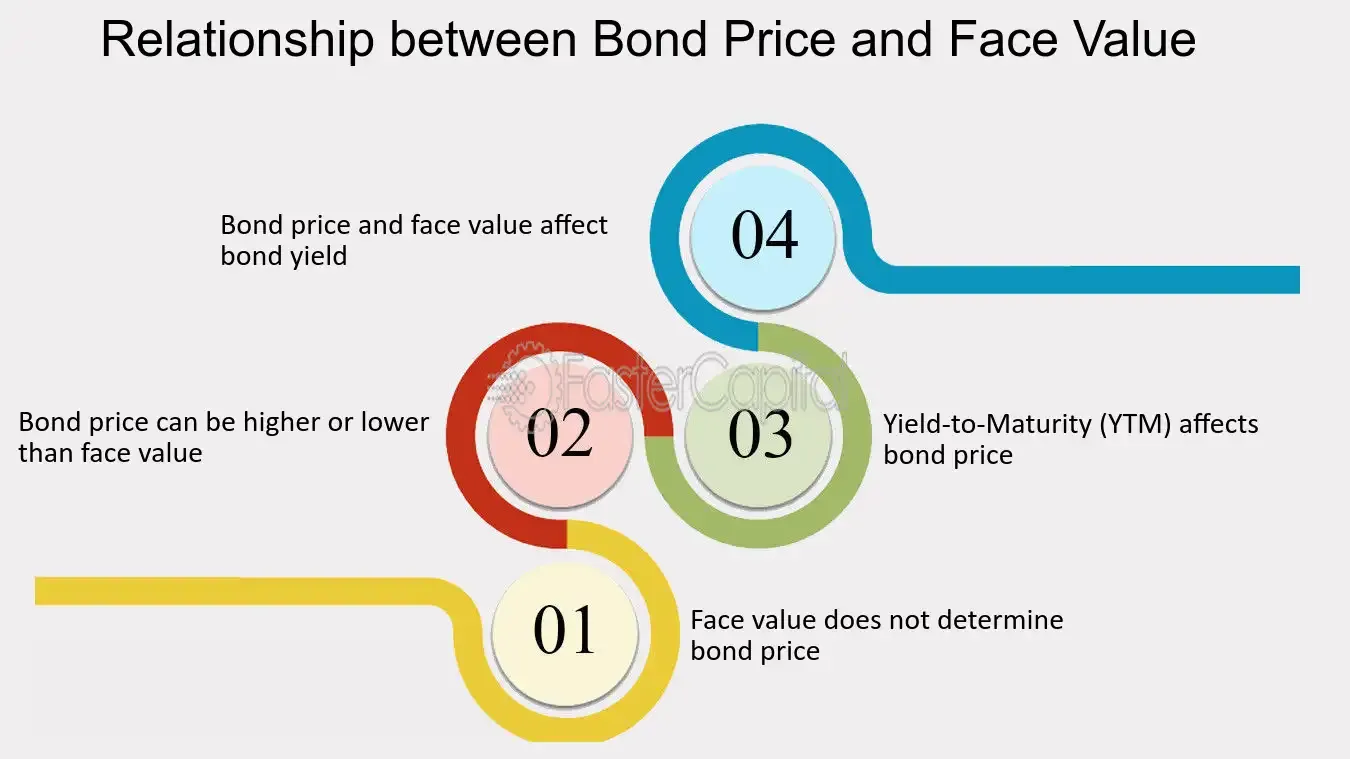 Relationship between Bond Price and Face Value
04
Bond price and face value affect
bond yield
FasterCapital
02
Bond price can be higher or lower
than face value
03
Yield-to-Maturity (YTM) affects
bond price
01
Face value does not determine
bond price